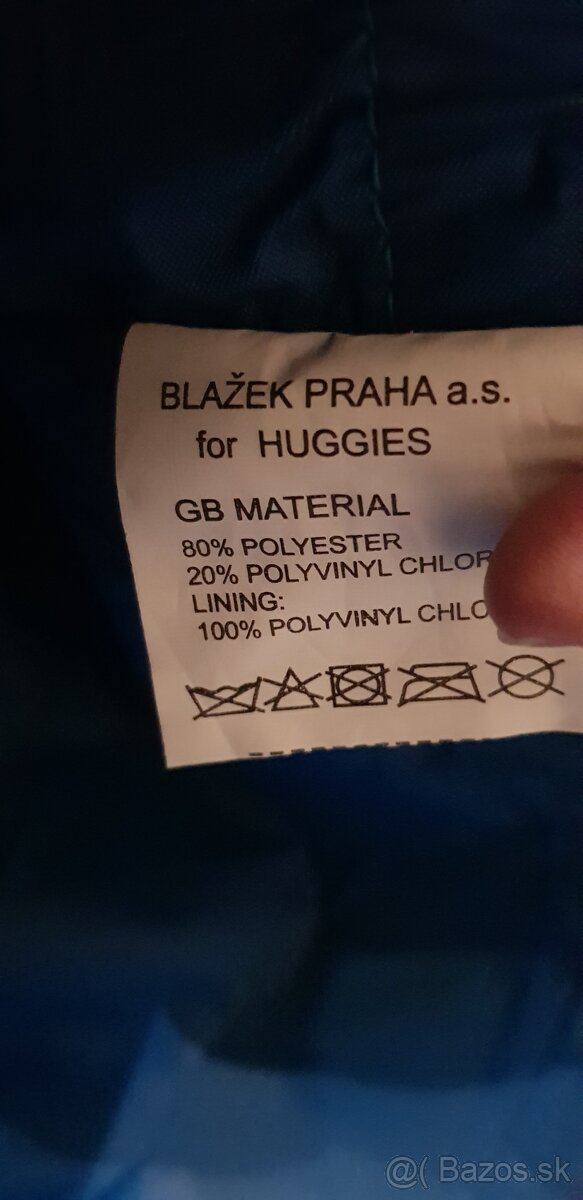 BLAŽEK PRAHA a.s.
for HUGGIES
GB MATERIAL
80% POLYESTER
20% POLYVINYL CHLOR
LINING:
100% POLYVINYL CHLO
@( Bazos.sk